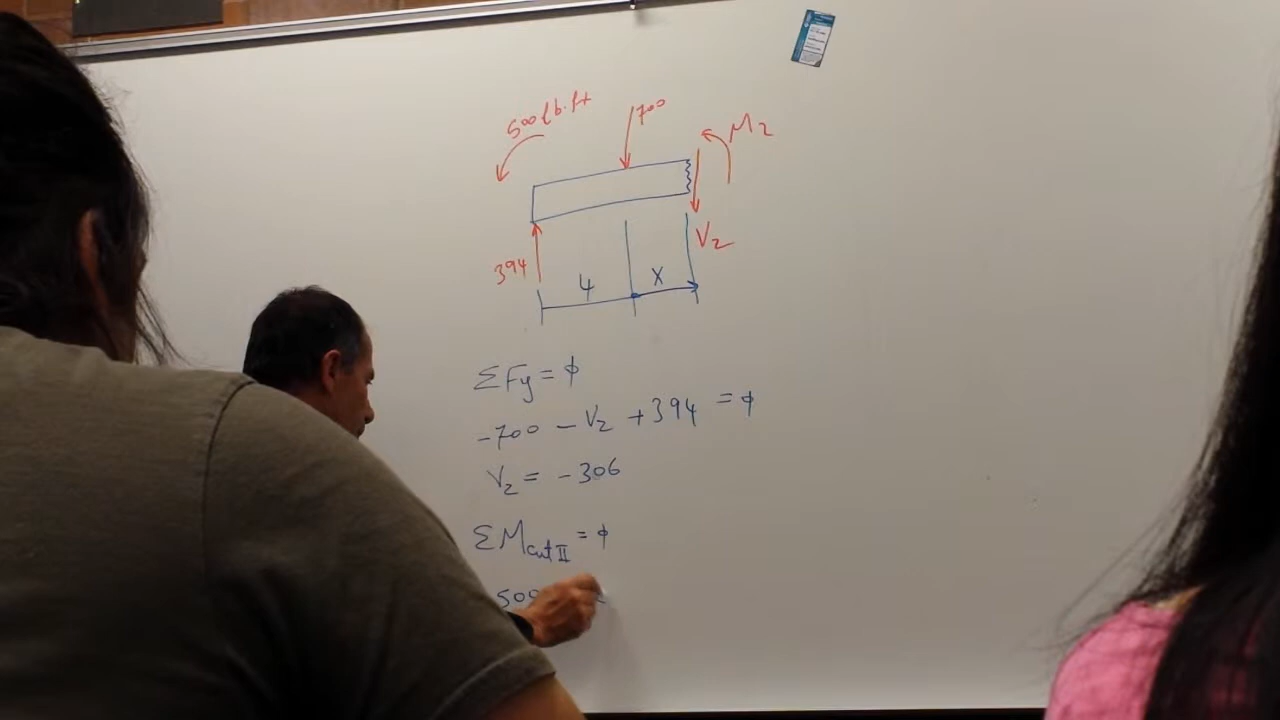 500 lb.ft
700
M2
394
V2
4
X
ΣFy = ϕ
-700 - V2 + 394 = ϕ
V2 = -306
ΣMcut II = ϕ
500